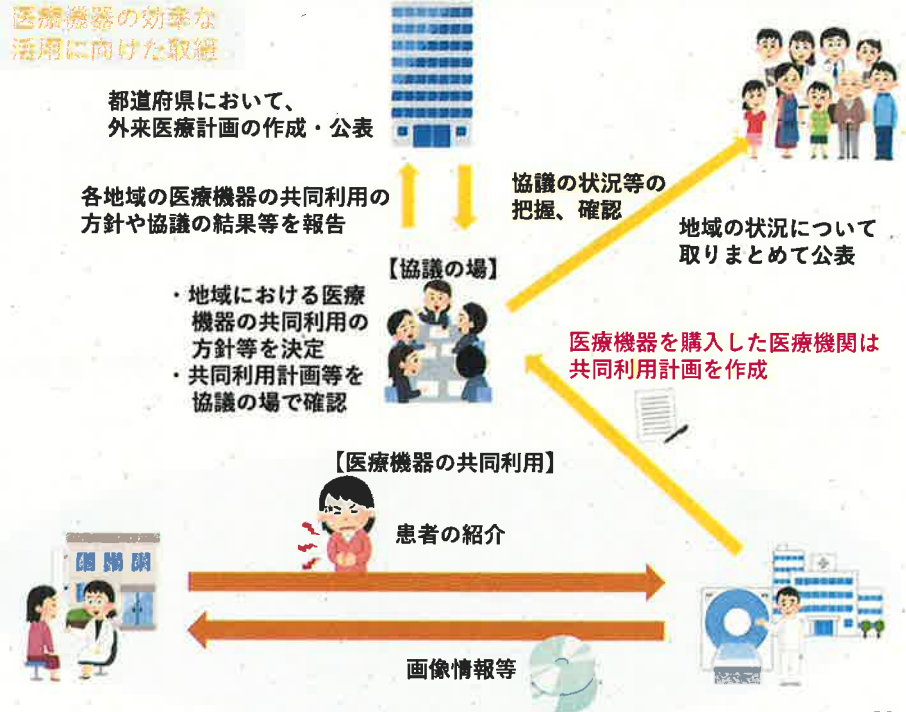 医療機器の効率的な
活用に向けた取組
都道府県において、
外来医療計画の作成・公表
各地域の医療機器の共同利用の
方針や協議の結果等を報告
協議の状況等の
把握、確認
地域の状況について
取りまとめて公表
【協議の場】
・地域における医療
機器の共同利用の
方針等を決定
・共同利用計画等を
協議の場で確認
医療機器を購入した医療機関は
共同利用計画を作成
【医療機器の共同利用】
患者の紹介
画像情報等